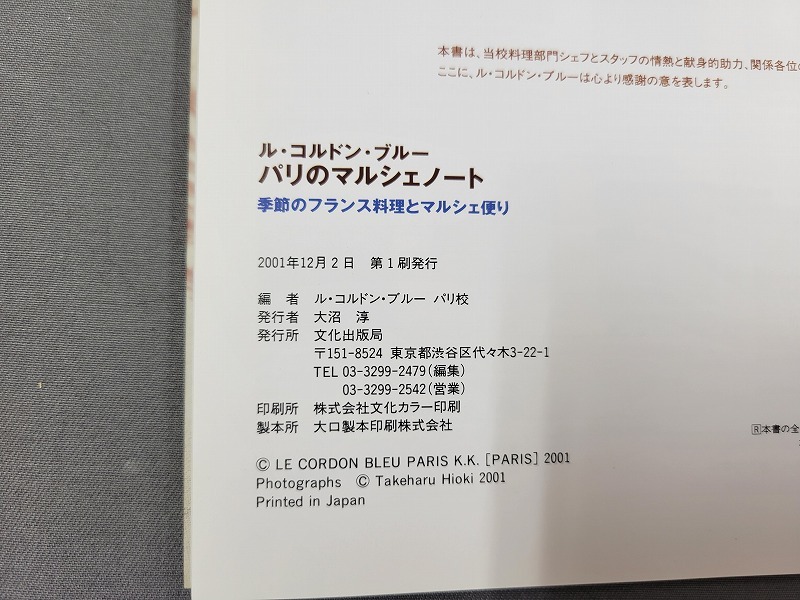 本書は、当校料理部門シェフとスタッフの情熱と献身的助力、関係各位の
ここに、ル・コルドン・ブルーは心より感謝の意を表します。
ル・コルドン・ブルー
パリのマルシェノート
季節のフランス料理とマルシェ便り
2001年12月2日 第1刷発行
編 者 ル・コルドン・ブルー パリ校
発行者 大沼 淳
発行所 文化出版局
〒151-8524 東京都渋谷区代々木3-22-1
TEL 03-3299-2479(編集)
03-3299-2542(営業)
印刷所 株式会社文化カラー印刷
製本所 大口製本印刷株式会社
R本書の全
© LE CORDON BLEU PARIS K.K. [PARIS] 2001
Photographs © Takeharu Hioki 2001
Printed in Japan